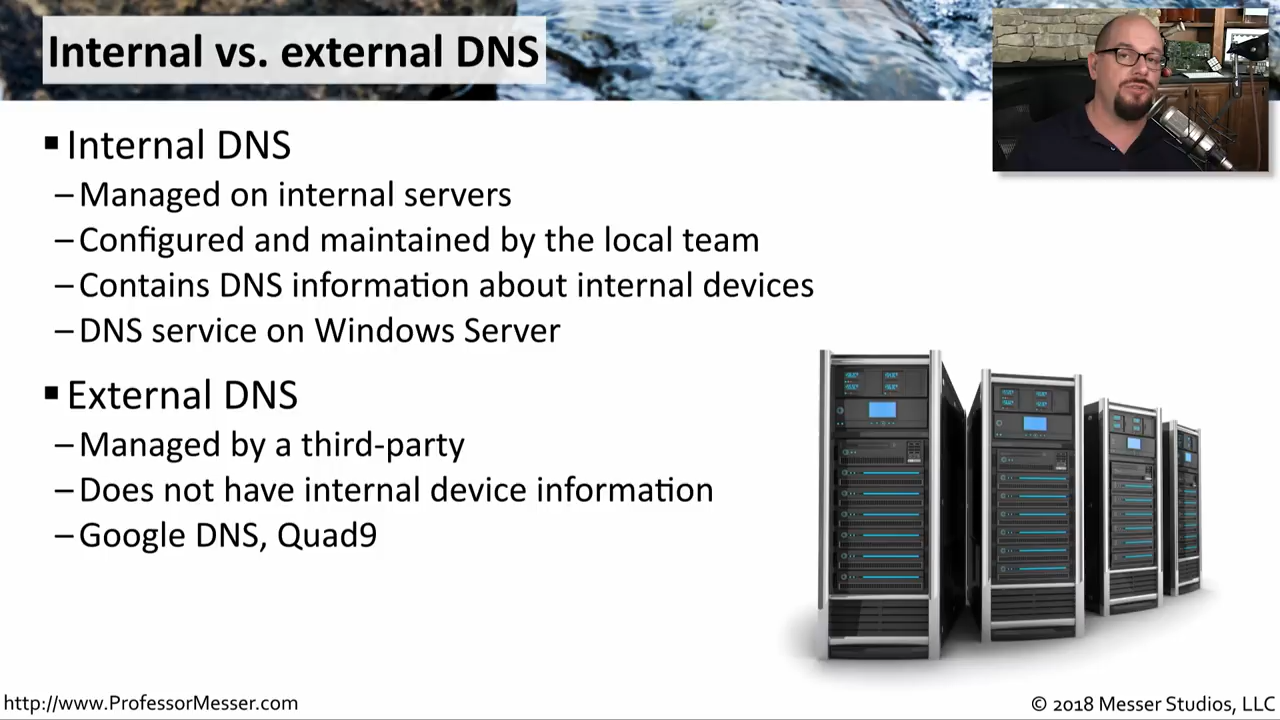 Internal vs. external DNS
▪ Internal DNS
– Managed on internal servers
– Configured and maintained by the local team
– Contains DNS information about internal devices
– DNS service on Windows Server
▪ External DNS
– Managed by a third-party
– Does not have internal device information
– Google DNS, Quad9
http://www.ProfessorMesser.com
© 2018 Messer Studios, LLC